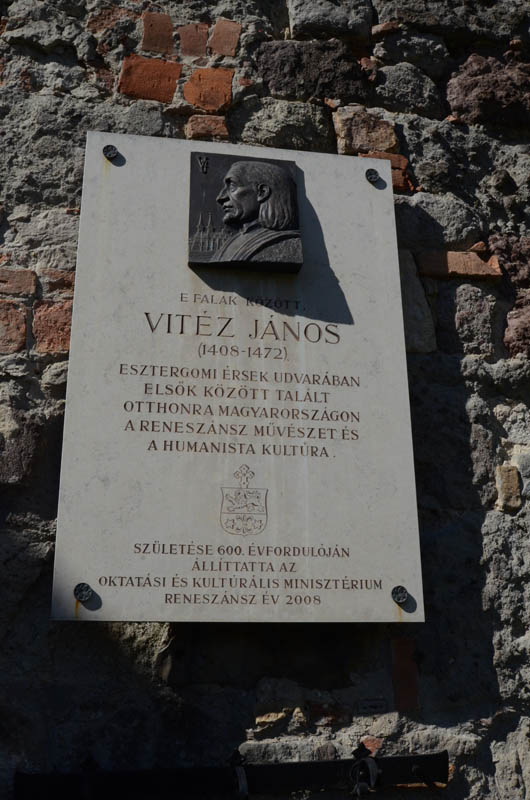 E FALAK KÖZÖTT,
VITÉZ JÁNOS
(1408-1472)
ESZTERGOMI ÉRSEK UDVARÁBAN
ELSŐK KÖZÖTT TALÁLT
OTTHONRA MAGYARORSZÁGON
A RENESZÁNSZ MŰVÉSZET ÉS
A HUMANISTA KULTÚRA.
SZÜLETÉSE 600. ÉVFORDULÓJÁN
ÁLLÍTTATTA AZ
OKTATÁSI ÉS KULTÚRÁLIS MINISZTÉRIUM
RENESZÁNSZ ÉV 2008